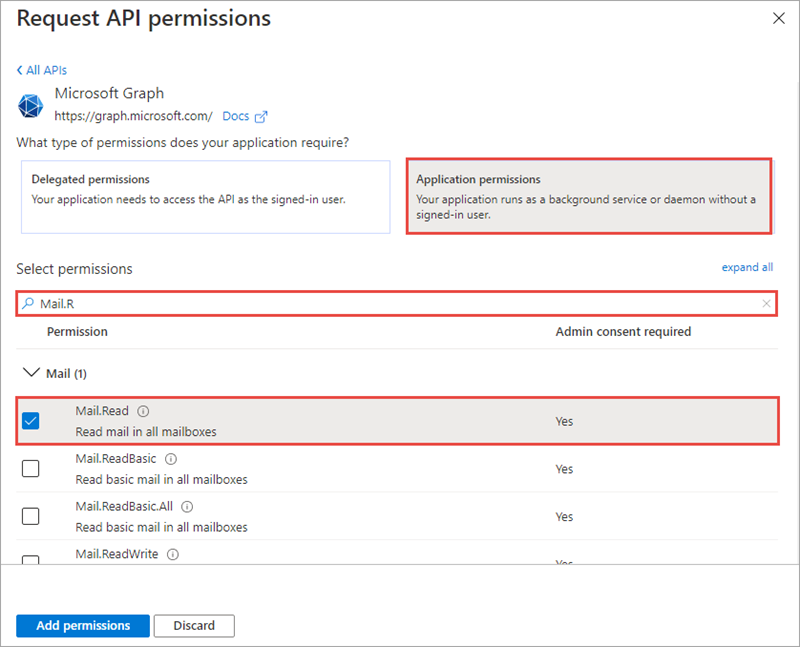 Request API permissions
All APIs
Microsoft Graph
https://graph.microsoft.com/ Docs
What type of permissions does your application require?
Delegated permissions
Your application needs to access the API as the signed-in user.
Application permissions
Your application runs as a background service or daemon without a
signed-in user.
Select permissions
expand all
Mail.R
Permission
Admin consent required
Mail (1)
Mail.Read
Read mail in all mailboxes
Yes
Mail.ReadBasic
Read basic mail in all mailboxes
Yes
Mail.ReadBasic.All
Read basic mail in all mailboxes
Yes
Mail.ReadWrite
Yes
Add permissions
Discard